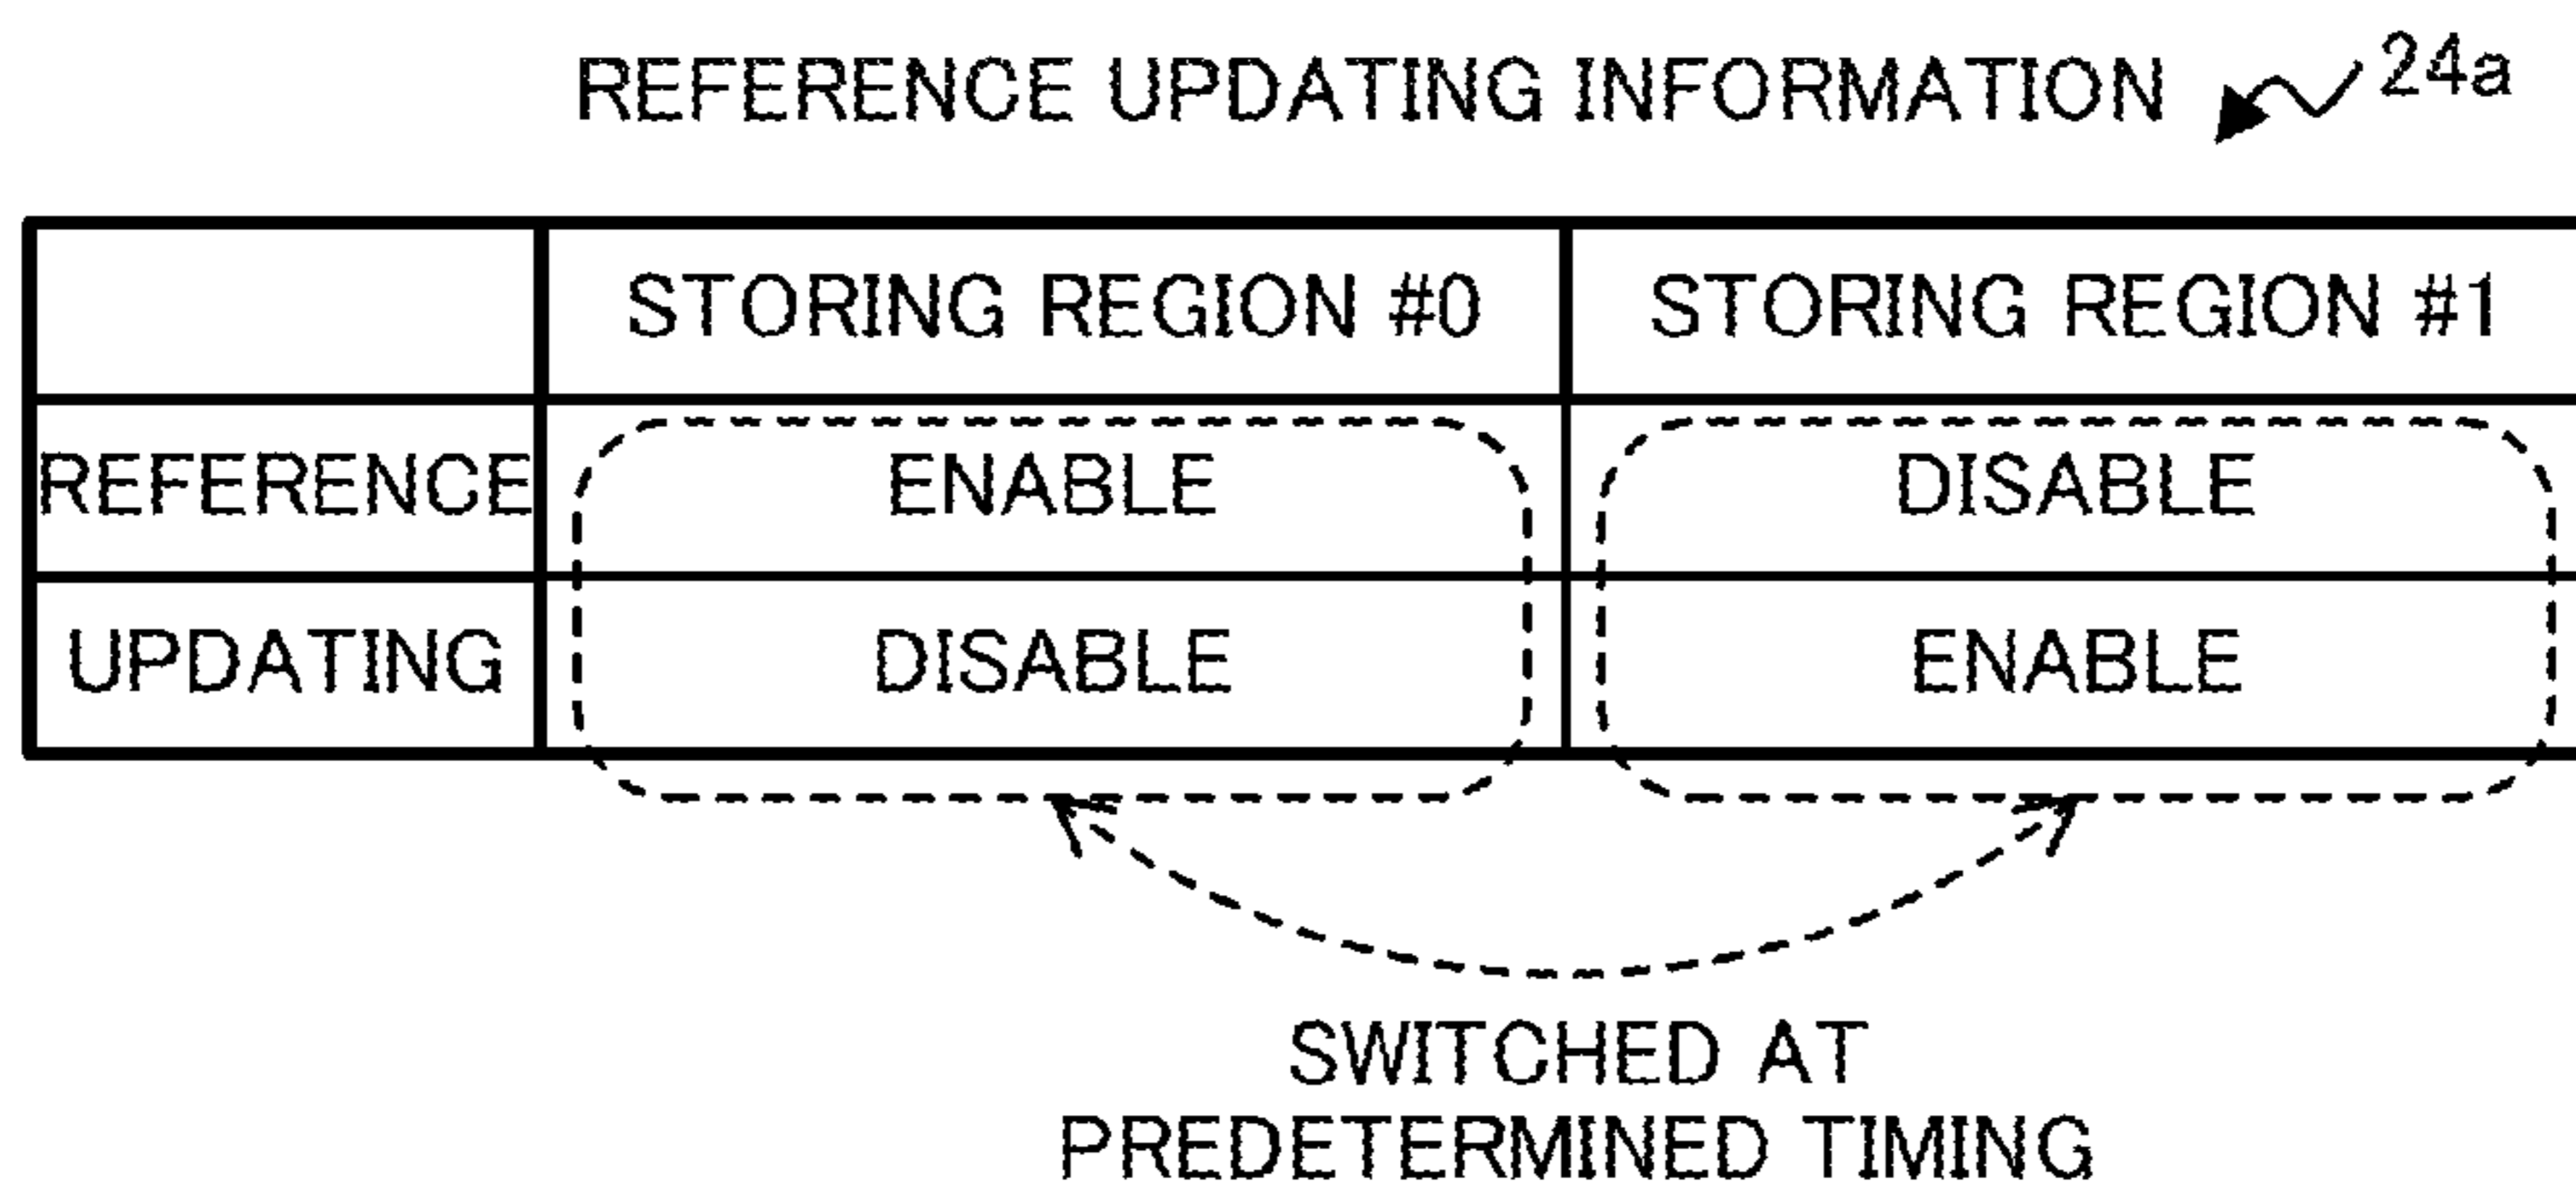 REFERENCE UPDATING INFORMATION 24a
STORING REGION #0 STORING REGION #1
REFERENCE ENABLE DISABLE
UPDATING DISABLE ENABLE
SWITCHED AT
PREDETERMINED TIMING